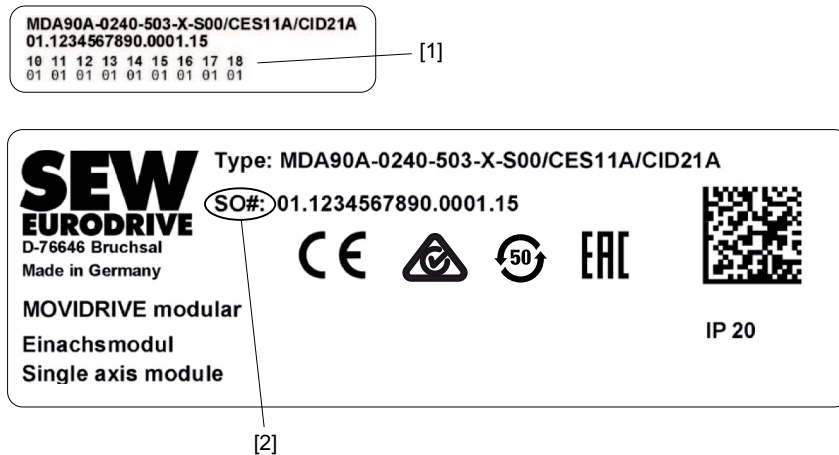 MDA90A-0240-503-X-S00/CES11A/CID21A
01.1234567890.0001.15
10 11 12 13 14 15 16 17 18
01 01 01 01 01 01 01 01 01
[1]
SEW
EURODRIVE
D-76646 Bruchsal
Made in Germany
Type: MDA90A-0240-503-X-S00/CES11A/CID21A
SO#: 01.1234567890.0001.15
CE 50 EAC
MOVIDRIVE modular
Einachsmodul
Single axis module
IP 20
[2]